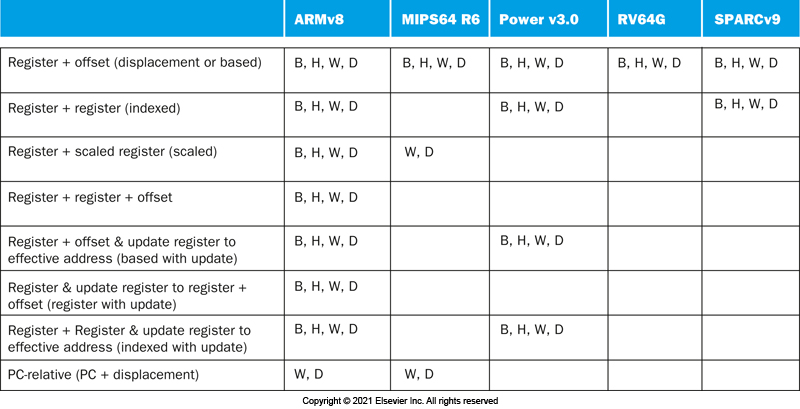 ARMv8 MIPS64 R6 Power v3.0 RV64G SPARCv9
Register + offset (displacement or based) B, H, W, D B, H, W, D B, H, W, D B, H, W, D B, H, W, D
Register + register (indexed) B, H, W, D B, H, W, D B, H, W, D
Register + scaled register (scaled) B, H, W, D W, D
Register + register + offset B, H, W, D
Register + offset & update register to B, H, W, D B, H, W, D
effective address (based with update)
Register & update register to register + B, H, W, D
offset (register with update)
Register + Register & update register to B, H, W, D B, H, W, D
effective address (indexed with update)
PC-relative (PC + displacement) W, D W, D
Copyright © 2021 Elsevier Inc. All rights reserved